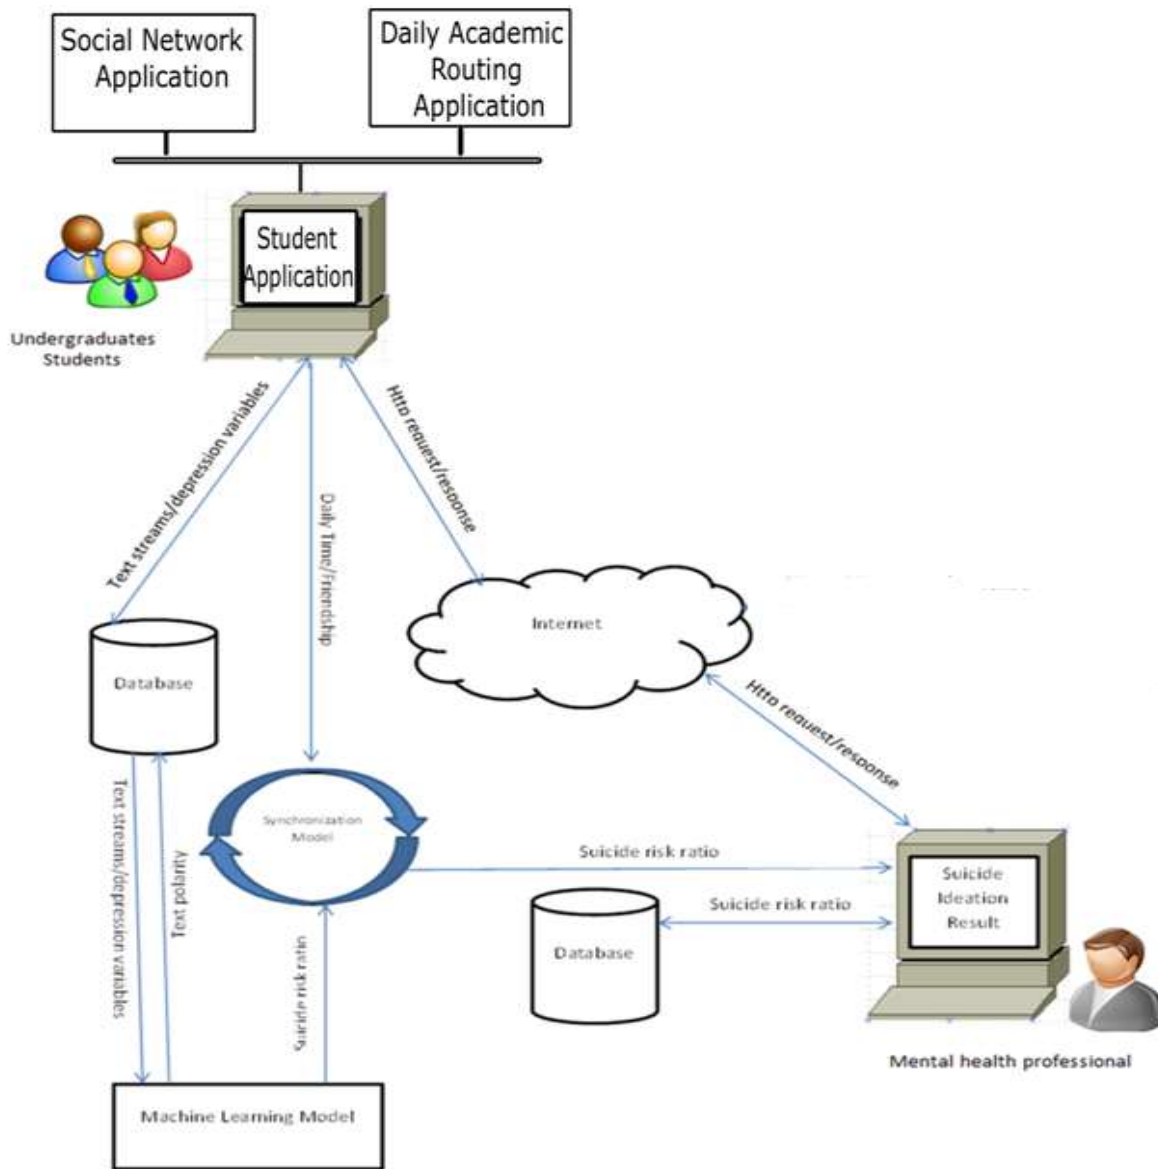 Social Network
Application
Daily Academic
Routing
Application
Student
Application
Undergraduates
Students
Text streams/depression variables
Daily Time/Friendship
Http request/response
Internet
Database
Http request/response
Synchronization
Model
Text streams/depression variables
Text polarity
Suicide risk ratio
Suicide risk ratio
Suicide risk ratio
Database
Suicide
Ideation
Result
Mental health professional
Machine Learning Model